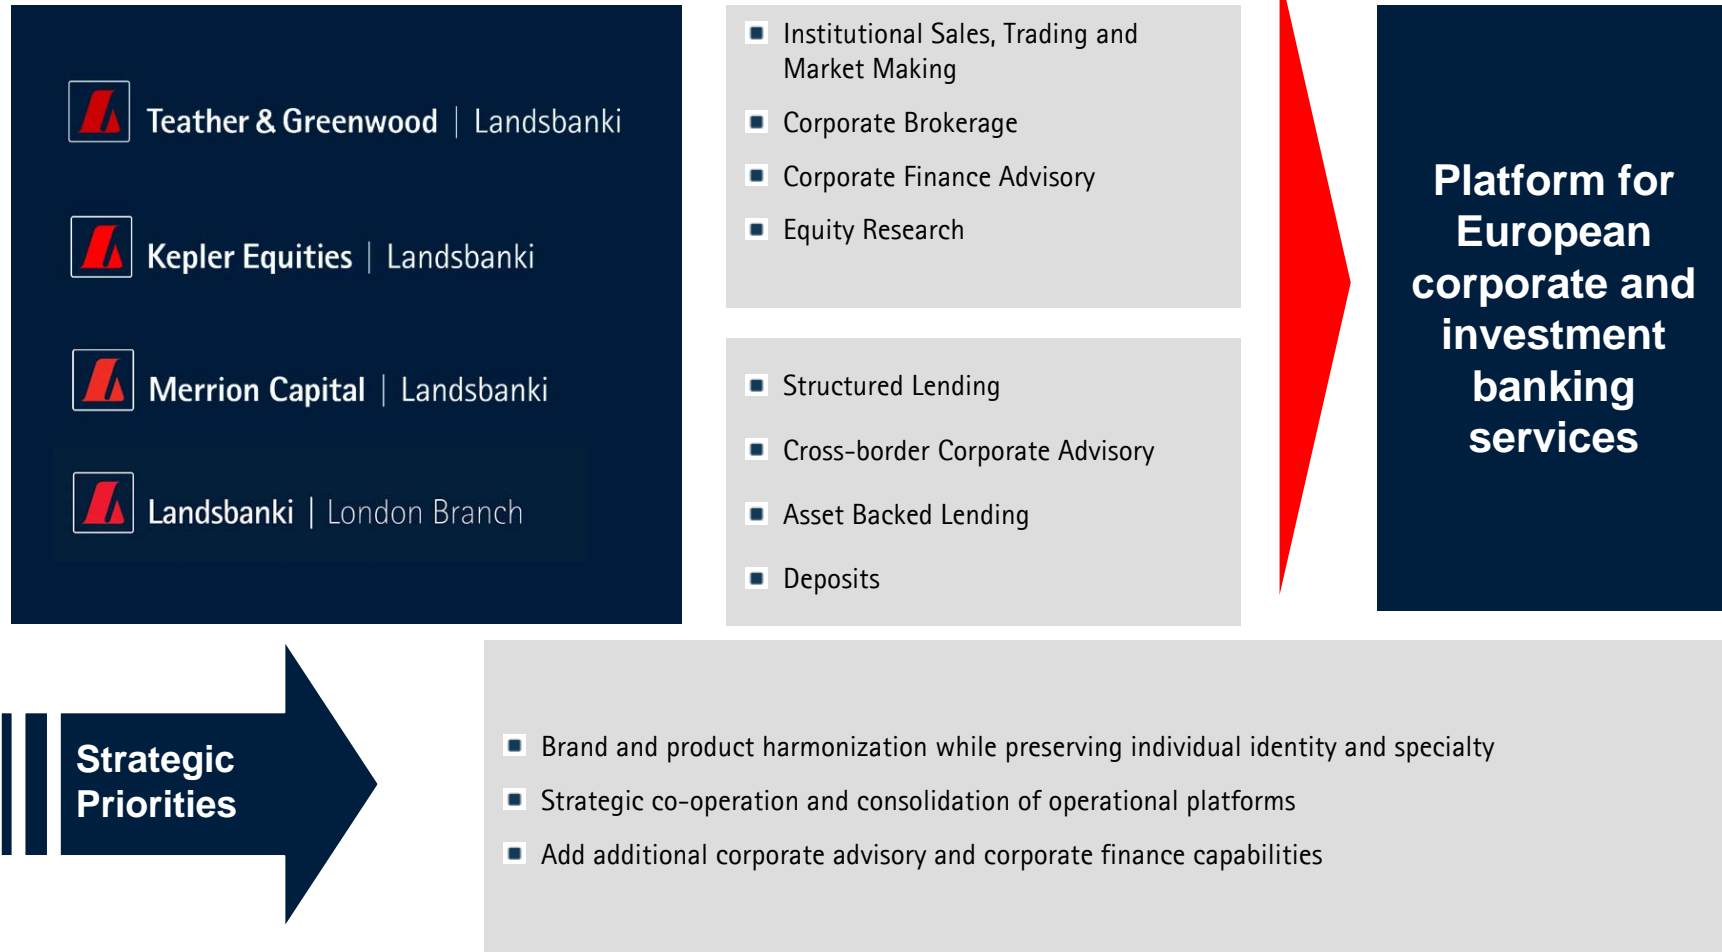 Teather & Greenwood | Landsbanki
Kepler Equities | Landsbanki
Merrion Capital | Landsbanki
Landsbanki | London Branch
Institutional Sales, Trading and
Market Making
Corporate Brokerage
Corporate Finance Advisory
Equity Research
Structured Lending
Cross-border Corporate Advisory
Asset Backed Lending
Deposits
Platform for
European
corporate and
investment
banking
services
Strategic
Priorities
Brand and product harmonization while preserving individual identity and specialty
Strategic co-operation and consolidation of operational platforms
Add additional corporate advisory and corporate finance capabilities